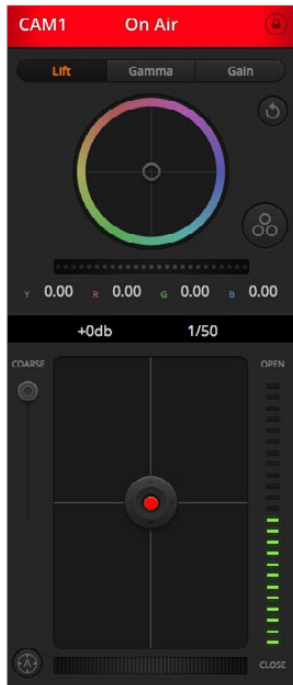 CAM1 On Air
Lift Gamma Gain
Y 0.00 R 0.00 G 0.00 B 0.00
+0db 1/50
COARSE OPEN
A CLOSE